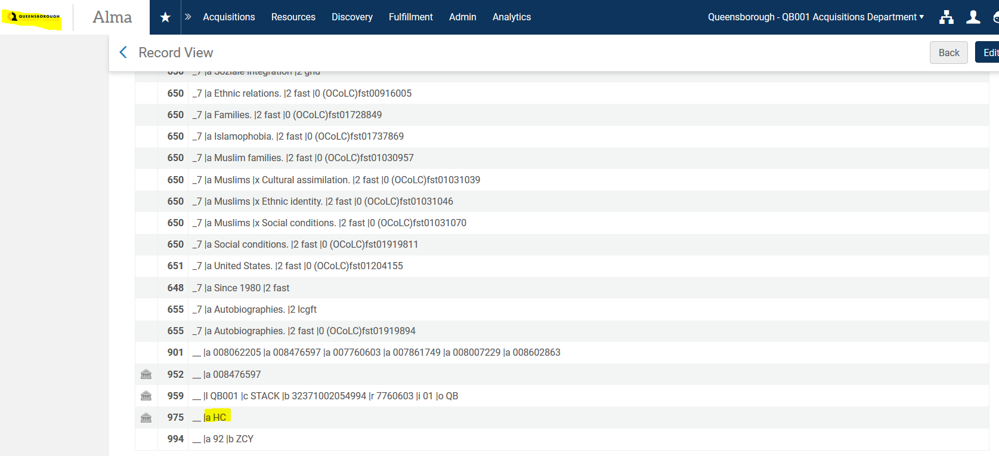 QUEENSBOROUGH
COMMUNITY COLLEGE
Alma
Acquisitions Resources Discovery Fulfillment Admin Analytics
Queensborough - QB001 Acquisitions Department
Record View
Back
Edit
650 _7 |a Soziale Integration |2 gnd
650 _7 |a Ethnic relations. |2 fast |0 (OCoLC)fst00916005
650 _7 |a Families. |2 fast |0 (OCoLC)fst01728849
650 _7 |a Islamophobia. |2 fast |0 (OCoLC)fst01737869
650 _7 |a Muslim families. |2 fast |0 (OCoLC)fst01030957
650 _7 |a Muslims |x Cultural assimilation. |2 fast |0 (OCoLC)fst01031039
650 _7 |a Muslims |x Ethnic identity. |2 fast |0 (OCoLC)fst01031046
650 _7 |a Muslims |x Social conditions. |2 fast |0 (OCoLC)fst01031070
650 _7 |a Social conditions. |2 fast |0 (OCoLC)fst01919811
651 _7 |a United States. |2 fast |0 (OCoLC)fst01204155
648 _7 |a Since 1980 |2 fast
655 _7 |a Autobiographies. |2 lcgft
655 _7 |a Autobiographies. |2 fast |0 (OCoLC)fst01919894
901 __ |a 008062205 |a 008476597 |a 007760603 |a 007861749 |a 008007229 |a 008602863
952 __ |a 008476597
959 __ |l QB001 |c STACK |b 32371002054994 |r 7760603 |i 01 |o QB
975 __ |a HC
994 __ |a 92 |b ZCY